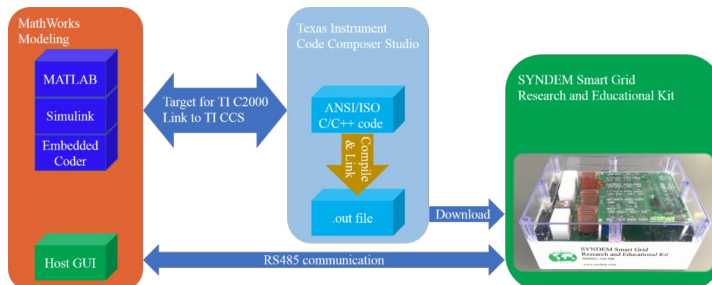 MathWorks
Modeling
MATLAB
Simulink
Embedded
Coder
Host GUI
Target for TI C2000
Link to TI CCS
Texas Instrument
Code Composer Studio
ANSI/ISO
C/C++ code
Compile
& Link
.out file
Download
RS485 communication
SYNDEM Smart Grid
Research and Educational Kit
SYNDEM Smart Grid
Research and Educational Kit